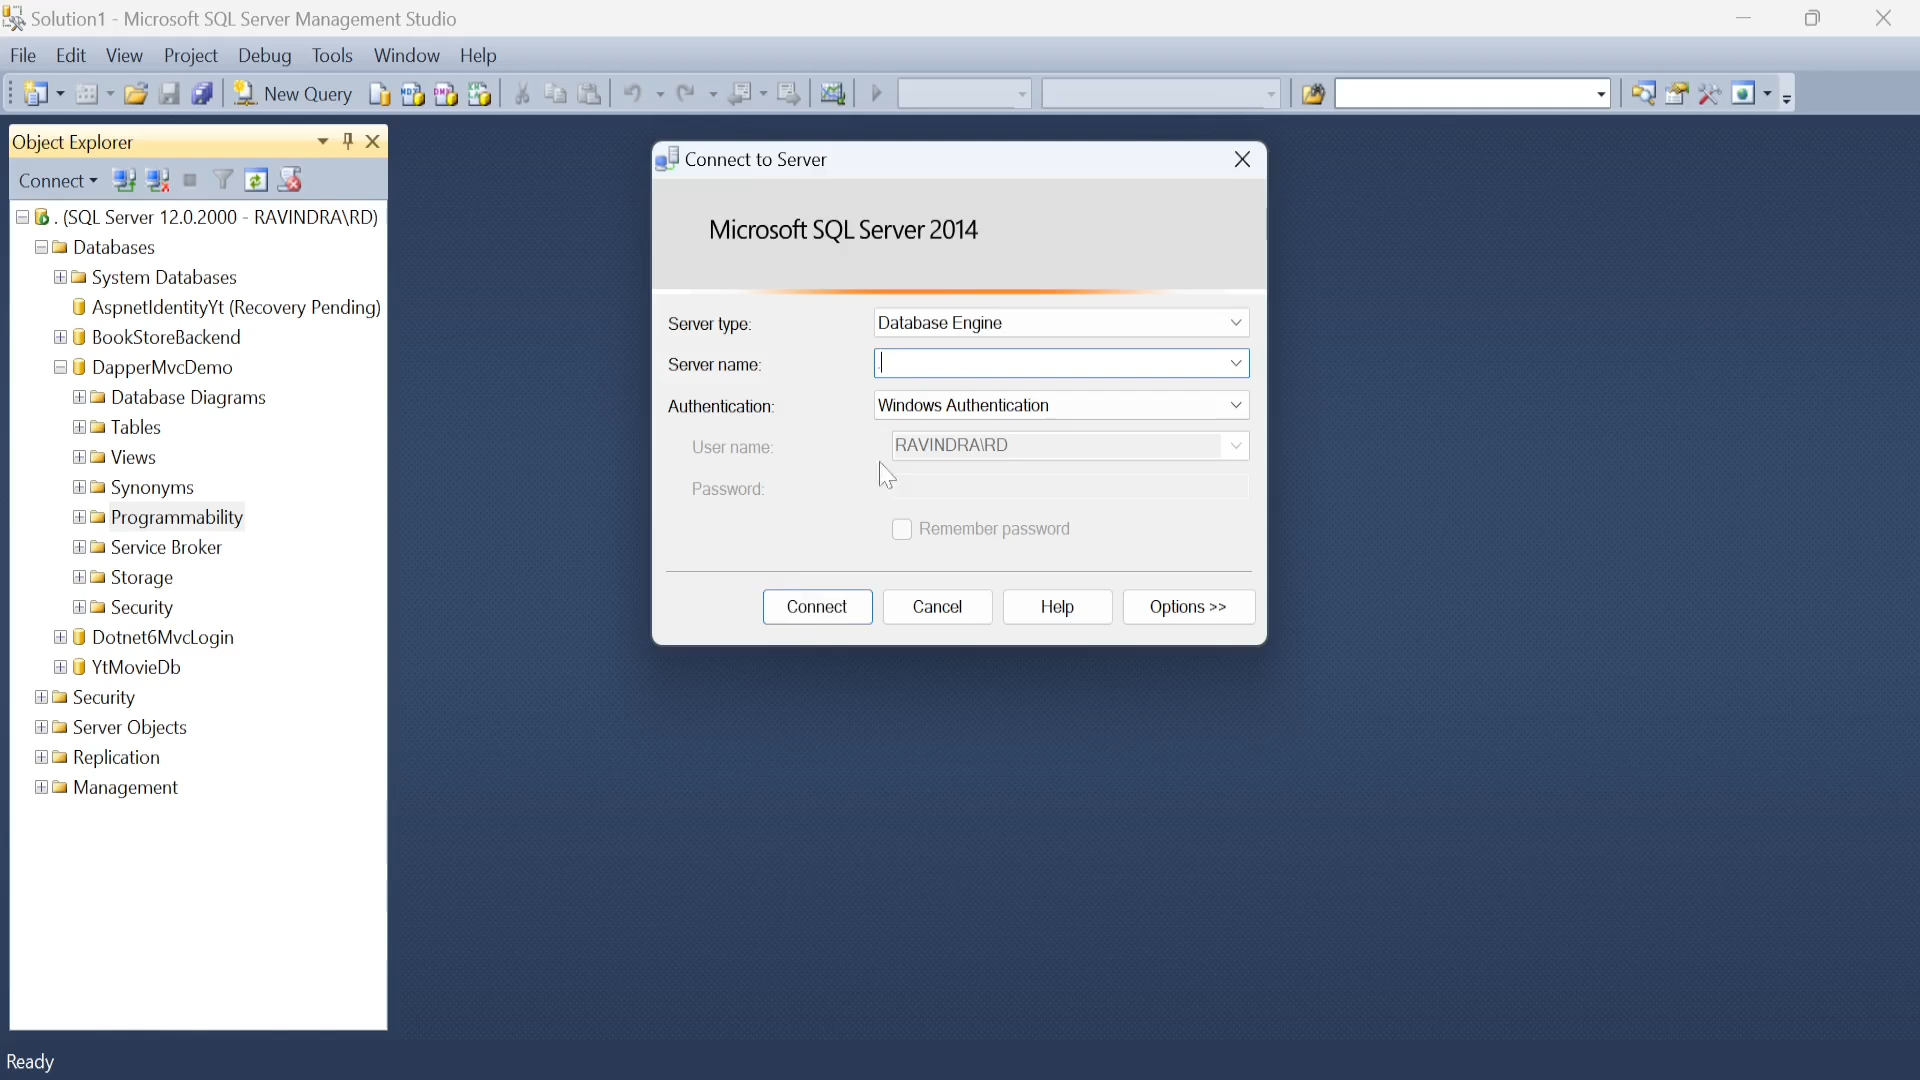 Solution1 - Microsoft SQL Server Management Studio
File Edit View Project Debug Tools Window Help
New Query
Object Explorer
Connect
. (SQL Server 12.0.2000 - RAVINDRA\RD)
Databases
System Databases
AspnetIdentityYt (Recovery Pending)
BookStoreBackend
DapperMvcDemo
Database Diagrams
Tables
Views
Synonyms
Programmability
Service Broker
Storage
Security
Dotnet6MvcLogin
YtMovieDb
Security
Server Objects
Replication
Management
Connect to Server
Microsoft SQL Server 2014
Server type: Database Engine
Server name: .
Authentication: Windows Authentication
User name: RAVINDRA\RD
Password:
Remember password
Connect Cancel Help Options >>
Ready